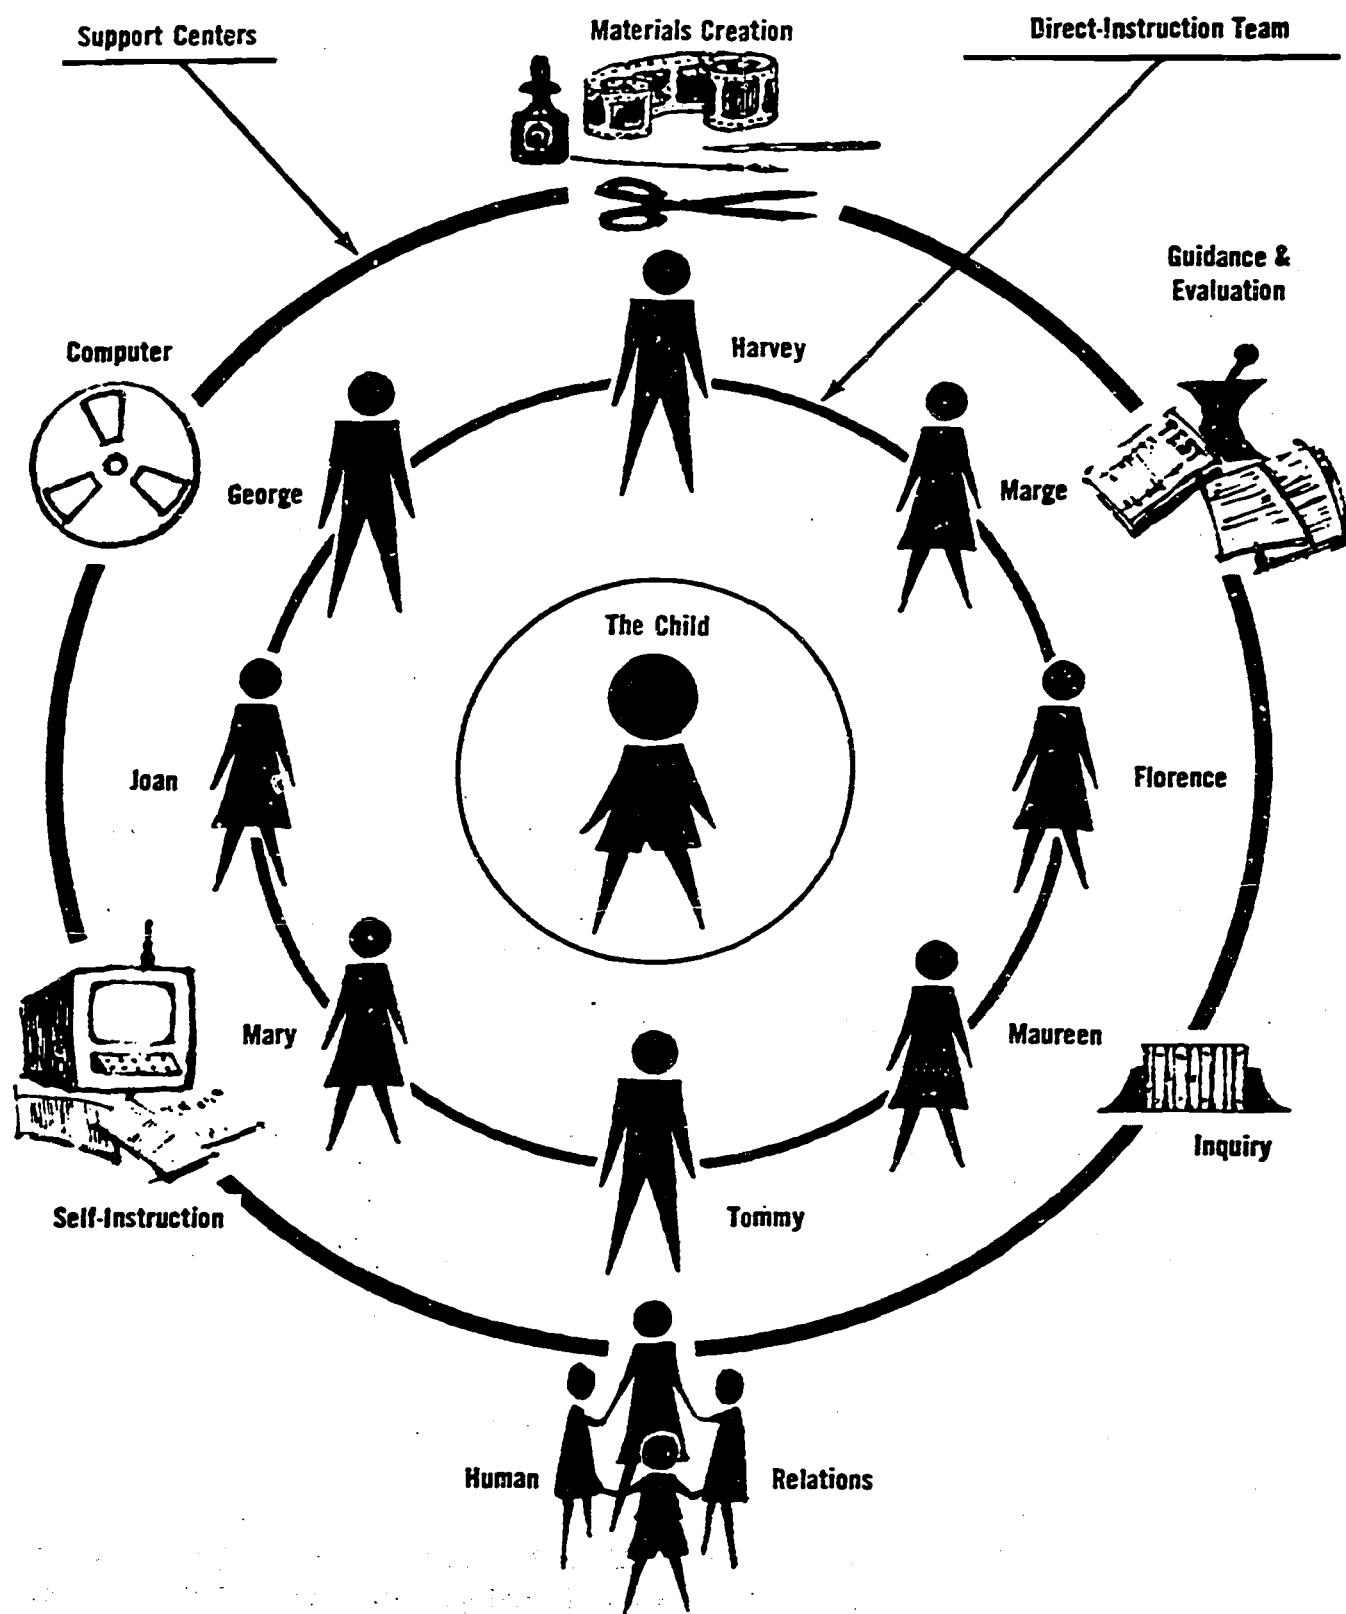 Support Centers
Materials Creation
Direct-Instruction Team
Guidance &
Evaluation
Computer
Harvey
George
Marge
TEST
The Child
Joan
Florence
Mary
Maureen
Inquiry
Self-Instruction
Tommy
Human Relations